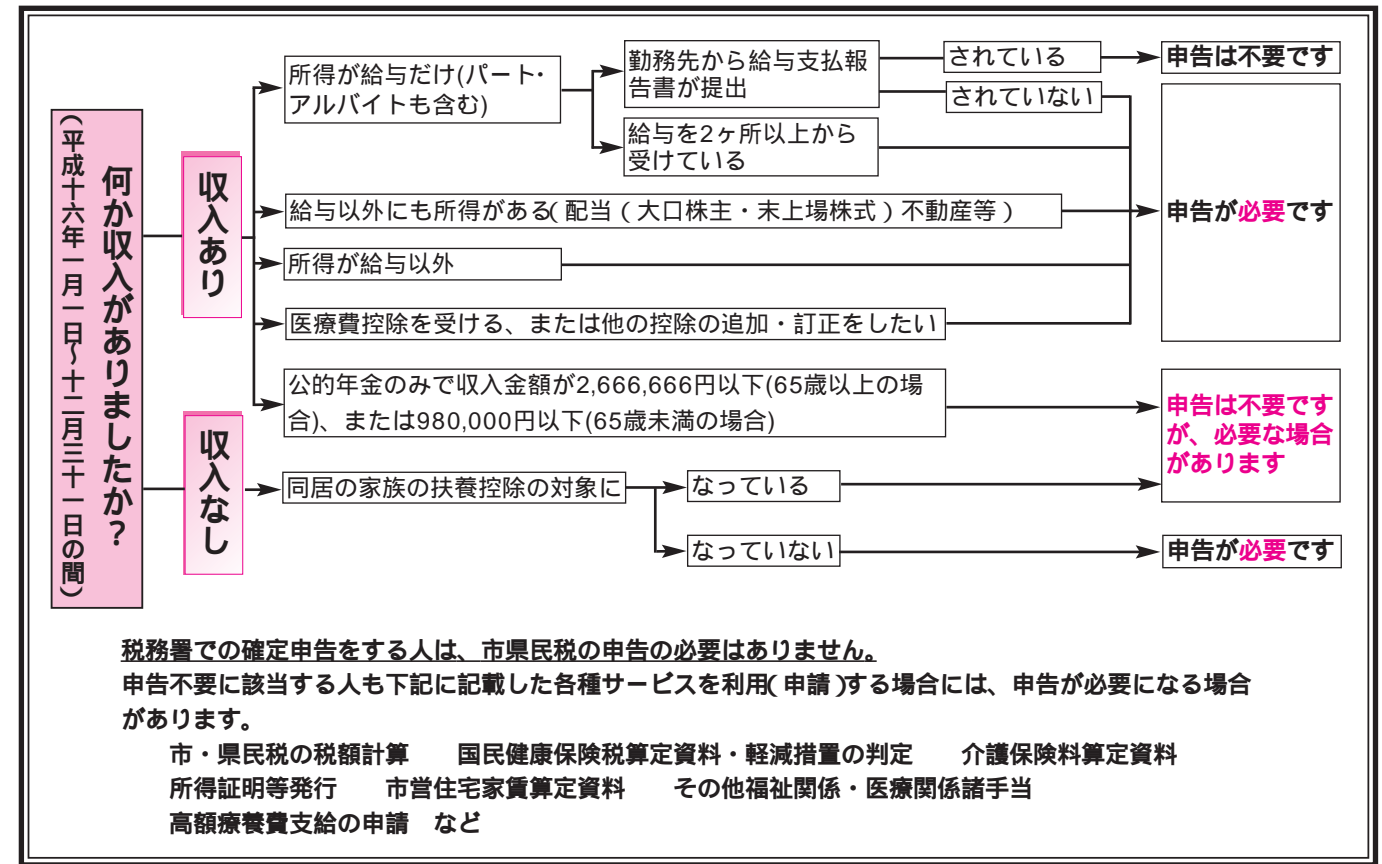 何か収入がありましたか？
（平成十六年一月一日〜十二月三十一日の間）
収入あり
所得が給与だけ(パート・
アルバイトも含む)
勤務先から給与支払報
告書が提出
されている
申告は不要です
されていない
給与を2ヶ所以上から
受けている
給与以外にも所得がある(配当(大口株主・末上場株式)不動産等)
所得が給与以外
医療費控除を受ける、または他の控除の追加・訂正をしたい
申告が必要です
公的年金のみで収入金額が2,666,666円以下(65歳以上の場
合)、または980,000円以下(65歳未満の場合)
収入なし
同居の家族の扶養控除の対象に
なっている
申告は不要です
が、必要な場合
があります
なっていない
申告が必要です
税務署での確定申告をする人は、市県民税の申告の必要はありません。
申告不要に該当する人も下記に記載した各種サービスを利用(申請)する場合には、申告が必要になる場合
があります。
市・県民税の税額計算　国民健康保険税算定資料・軽減措置の判定　介護保険料算定資料
所得証明等発行　市営住宅家賃算定資料　その他福祉関係・医療関係諸手当
高額療養費支給の申請　など